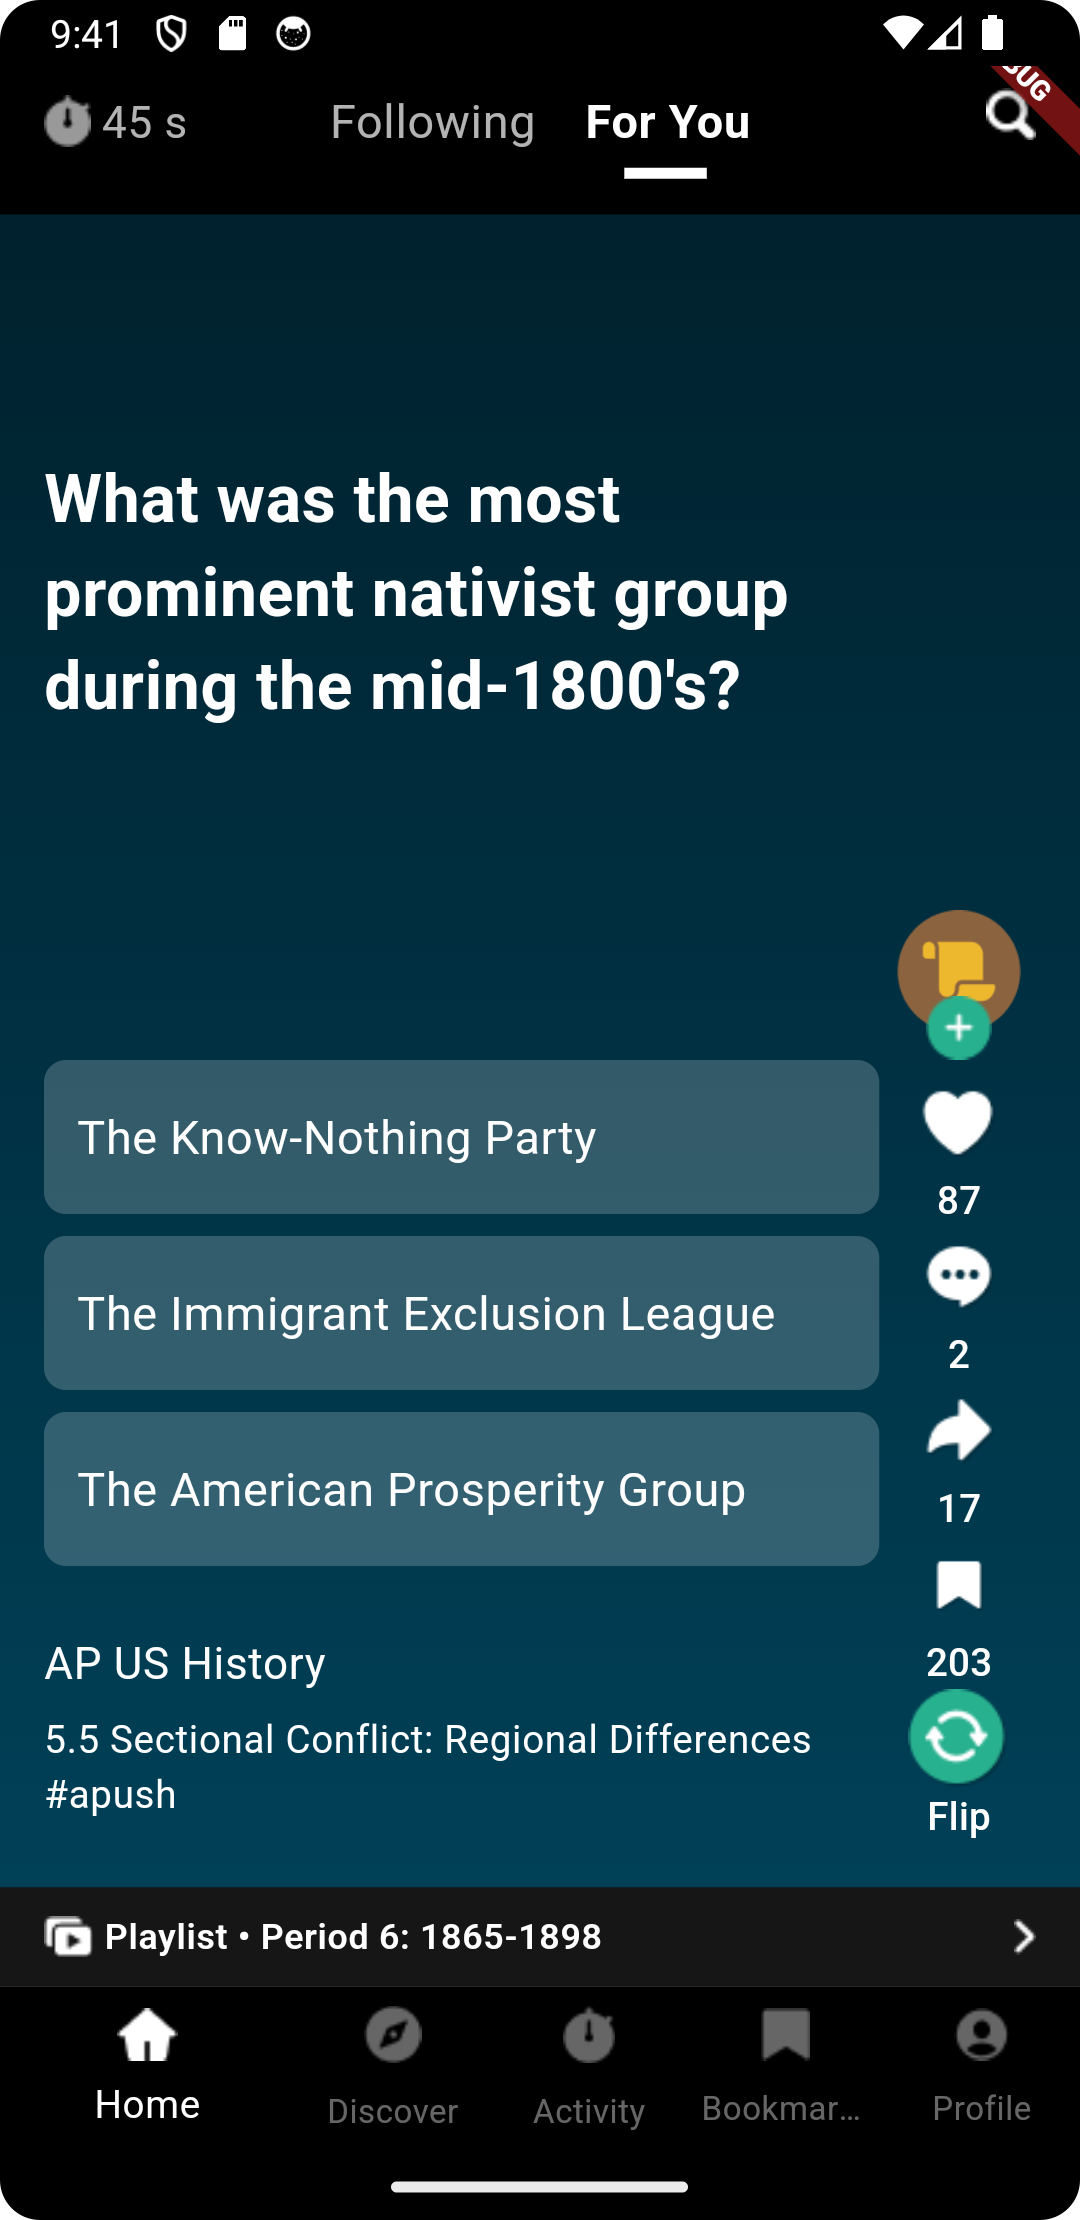 9:41
45 s
Following
For You
What was the most
prominent nativist group
during the mid-1800's?
The Know-Nothing Party
87
The Immigrant Exclusion League
2
The American Prosperity Group
17
203
AP US History
5.5 Sectional Conflict: Regional Differences
#apush
Flip
Playlist • Period 6: 1865-1898
Home
Discover
Activity
Bookmar...
Profile